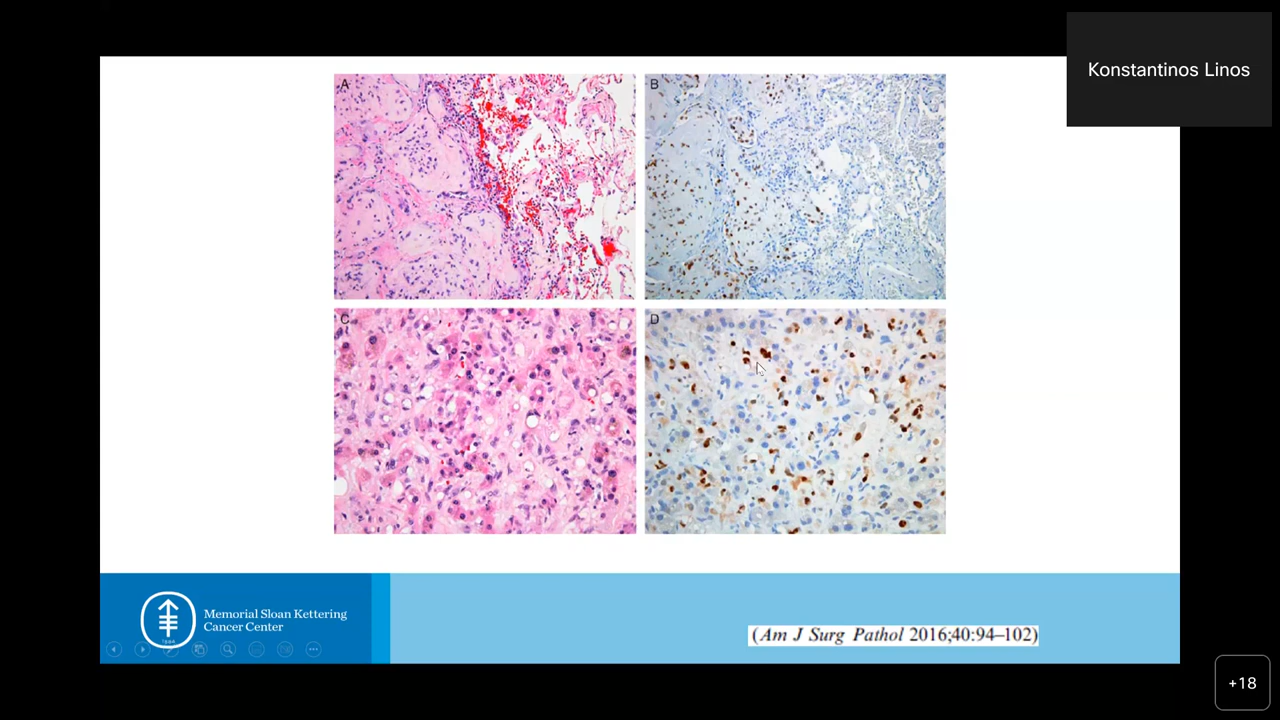 Konstantinos Linos
A
B
C
D
Memorial Sloan Kettering
Cancer Center
(Am J Surg Pathol 2016;40:94–102)
+18